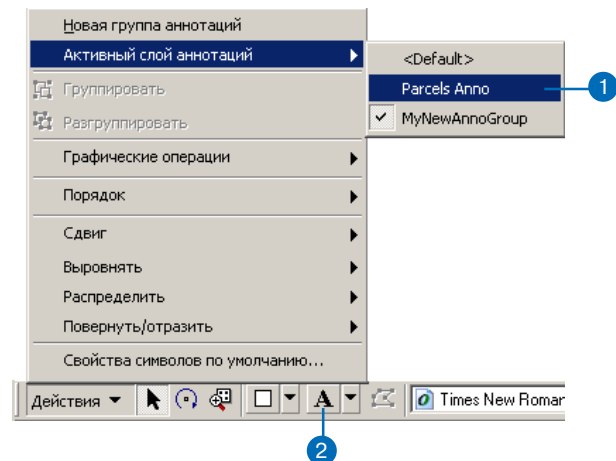 Новая группа аннотаций
Активный слой аннотаций
<Default>
Parcels Anno
1
MyNewAnnoGroup
Группировать
Разгруппировать
Графические операции
Порядок
Сдвиг
Выровнять
Распределить
Повернуть/отразить
Свойства символов по умолчанию...
Действия
A
Times New Roman
2